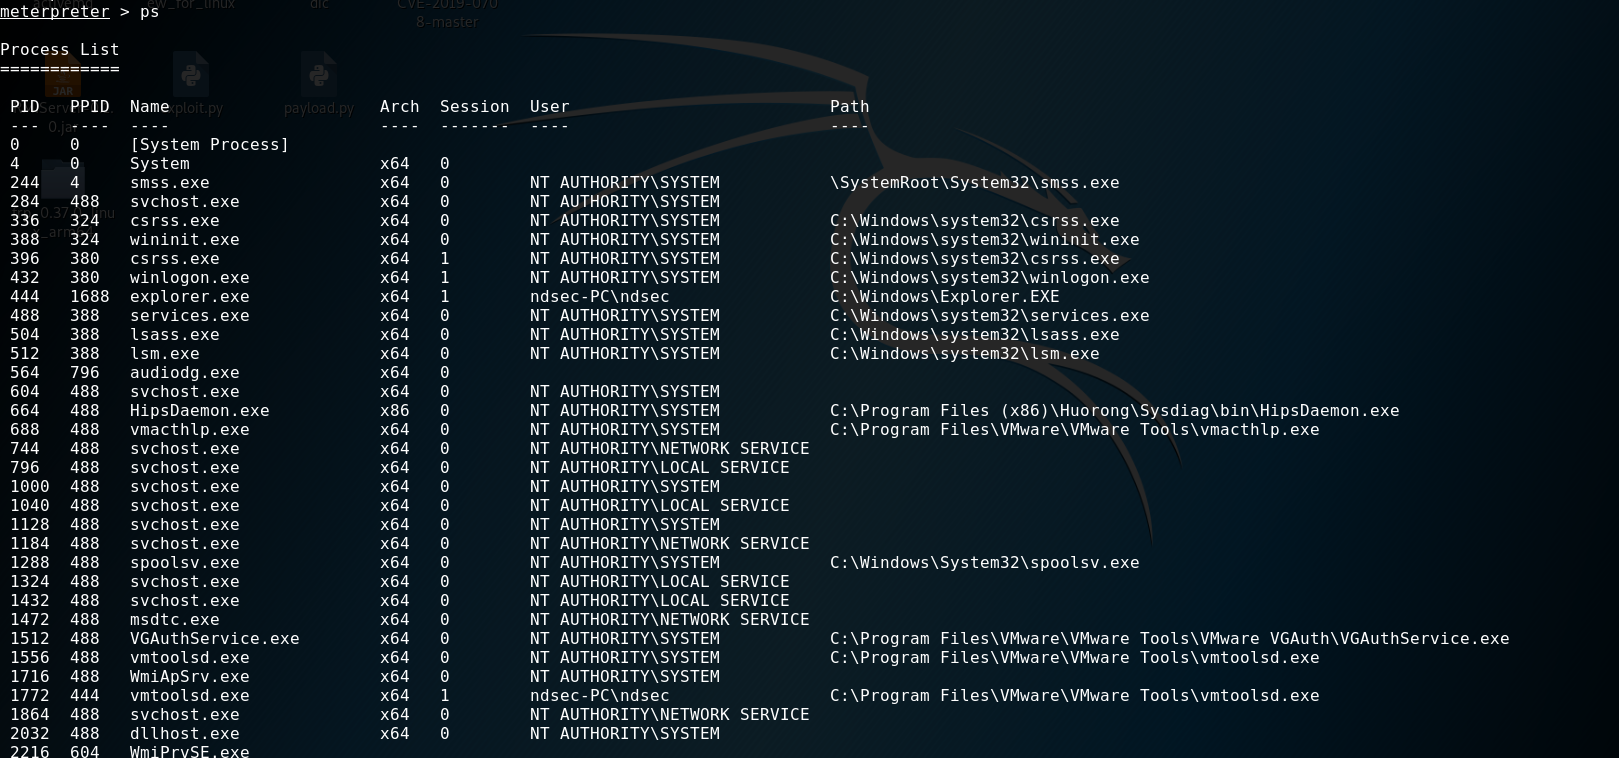 activemq ew_for_linux dic CVE-2019-070
meterpreter > ps
8-master
Process List
============
JAR
PID PPID Name Arch Session User Path
exploit.py payload.py
--- ---- ---- ---- ------- ---- ----
0.jar
0 0 [System Process]
4 0 System x64 0
244 4 smss.exe x64 0 NT AUTHORITY\SYSTEM \SystemRoot\System32\smss.exe
284 488 svchost.exe x64 0 NT AUTHORITY\SYSTEM
336 324 csrss.exe x64 0 NT AUTHORITY\SYSTEM C:\Windows\system32\csrss.exe
388 324 wininit.exe x64 0 NT AUTHORITY\SYSTEM C:\Windows\system32\wininit.exe
396 380 csrss.exe x64 1 NT AUTHORITY\SYSTEM C:\Windows\system32\csrss.exe
432 380 winlogon.exe x64 1 NT AUTHORITY\SYSTEM C:\Windows\system32\winlogon.exe
444 1688 explorer.exe x64 1 ndsec-PC\ndsec C:\Windows\Explorer.EXE
488 388 services.exe x64 0 NT AUTHORITY\SYSTEM C:\Windows\system32\services.exe
504 388 lsass.exe x64 0 NT AUTHORITY\SYSTEM C:\Windows\system32\lsass.exe
512 388 lsm.exe x64 0 NT AUTHORITY\SYSTEM C:\Windows\system32\lsm.exe
564 796 audiodg.exe x64 0
604 488 svchost.exe x64 0 NT AUTHORITY\SYSTEM
664 488 HipsDaemon.exe x86 0 NT AUTHORITY\SYSTEM C:\Program Files (x86)\Huorong\Sysdiag\bin\HipsDaemon.exe
688 488 vmacthlp.exe x64 0 NT AUTHORITY\SYSTEM C:\Program Files\VMware\VMware Tools\vmacthlp.exe
744 488 svchost.exe x64 0 NT AUTHORITY\NETWORK SERVICE
796 488 svchost.exe x64 0 NT AUTHORITY\LOCAL SERVICE
1000 488 svchost.exe x64 0 NT AUTHORITY\SYSTEM
1040 488 svchost.exe x64 0 NT AUTHORITY\LOCAL SERVICE
1128 488 svchost.exe x64 0 NT AUTHORITY\SYSTEM
1184 488 svchost.exe x64 0 NT AUTHORITY\NETWORK SERVICE
1288 488 spoolsv.exe x64 0 NT AUTHORITY\SYSTEM C:\Windows\System32\spoolsv.exe
1324 488 svchost.exe x64 0 NT AUTHORITY\LOCAL SERVICE
1432 488 svchost.exe x64 0 NT AUTHORITY\LOCAL SERVICE
1472 488 msdtc.exe x64 0 NT AUTHORITY\NETWORK SERVICE
1512 488 VGAuthService.exe x64 0 NT AUTHORITY\SYSTEM C:\Program Files\VMware\VMware Tools\VMware VGAuth\VGAuthService.exe
1556 488 vmtoolsd.exe x64 0 NT AUTHORITY\SYSTEM C:\Program Files\VMware\VMware Tools\vmtoolsd.exe
1716 488 WmiApSrv.exe x64 0 NT AUTHORITY\SYSTEM
1772 444 vmtoolsd.exe x64 1 ndsec-PC\ndsec C:\Program Files\VMware\VMware Tools\vmtoolsd.exe
1864 488 svchost.exe x64 0 NT AUTHORITY\NETWORK SERVICE
2032 488 dllhost.exe x64 0 NT AUTHORITY\SYSTEM
2216 604 WmiPrvSE.exe